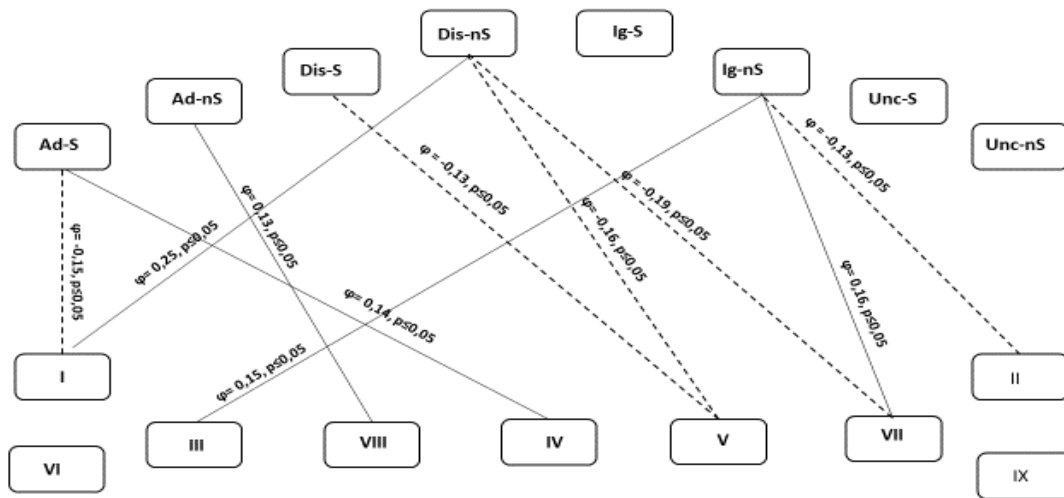 Dis-nS
Ig-S
Dis-S
Ig-nS
Ad-nS
Unc-S
Ad-S
Unc-nS
φ= -0,15, p≤0,05
φ= 0,25, p≤0,05
φ= 0,13, p≤0,05
φ= 0,14, p≤0,05
φ= 0,15, p≤0,05
φ= -0,13, p≤0,05
φ= -0,16, p≤0,05
φ= -0,19, p≤0,05
φ= 0,16, p≤0,05
φ= -0,13, p≤0,05
I
II
III
VIII
IV
V
VII
VI
IX